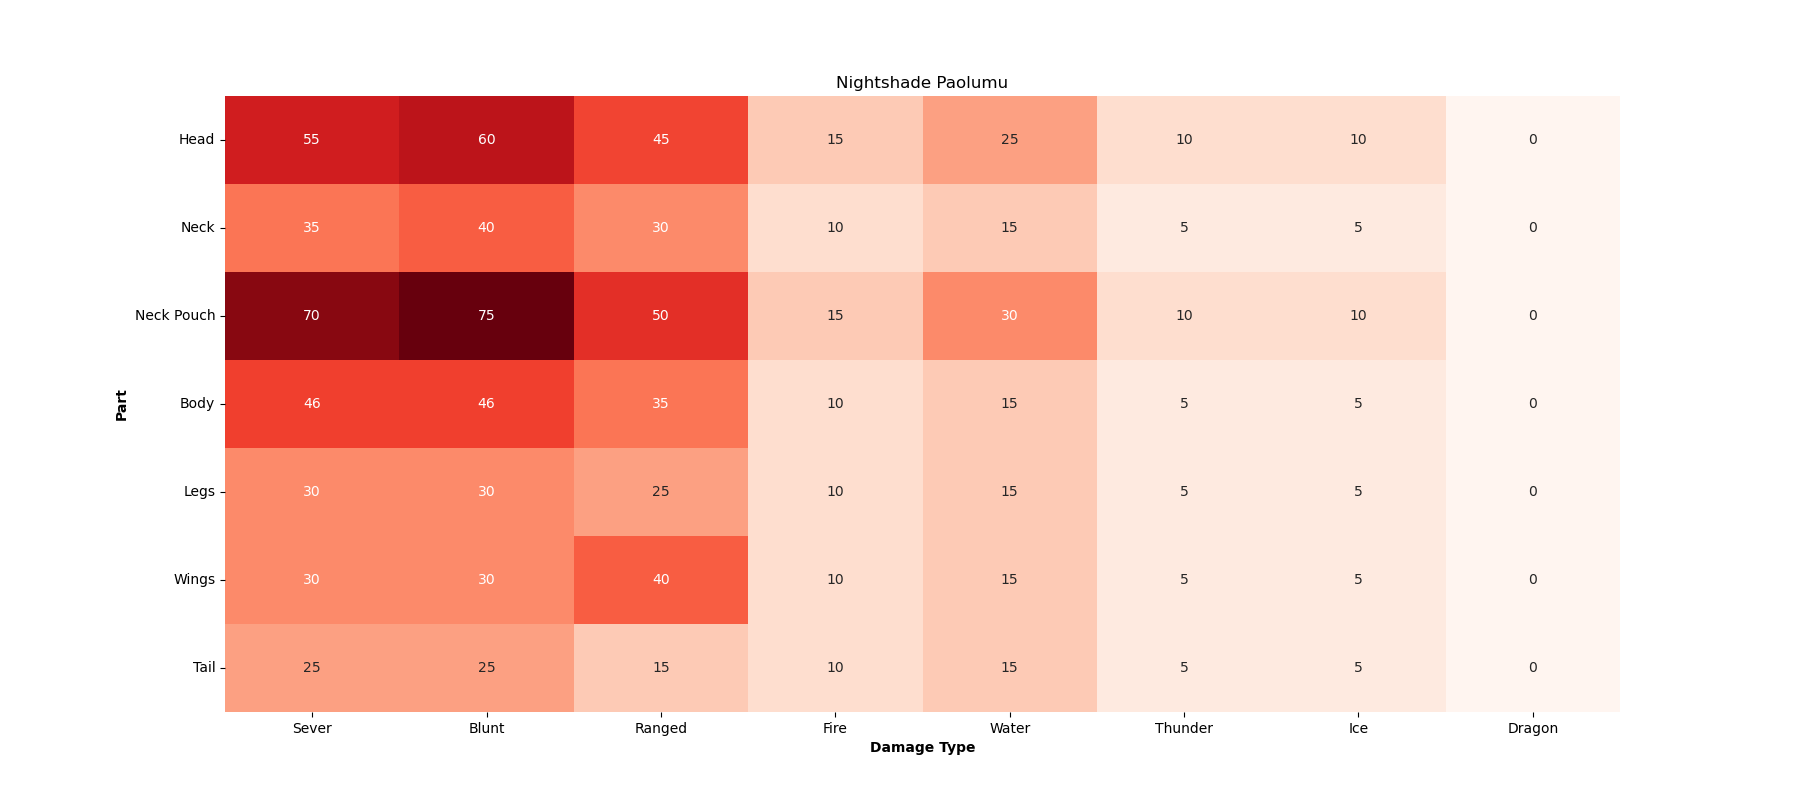 Nightshade Paolumu
Head 55 60 45 15 25 10 10 0
Neck 35 40 30 10 15 5 5 0
Neck Pouch 70 75 50 15 30 10 10 0
Part
Body 46 46 35 10 15 5 5 0
Legs 30 30 25 10 15 5 5 0
Wings 30 30 40 10 15 5 5 0
Tail 25 25 15 10 15 5 5 0
Sever Blunt Ranged Fire Water Thunder Ice Dragon
Damage Type